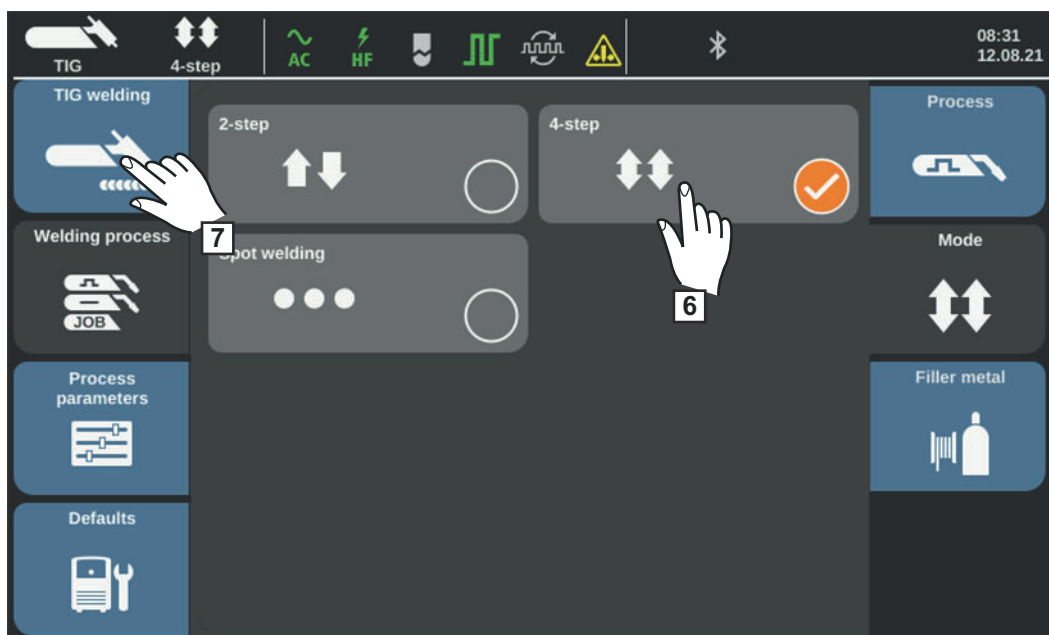 TIG
4-step
AC
HF
08:31
12.08.21
TIG welding
Welding process
JOB
Process
parameters
Defaults
2-step
4-step
7
pot welding
6
Process
Mode
Filler metal